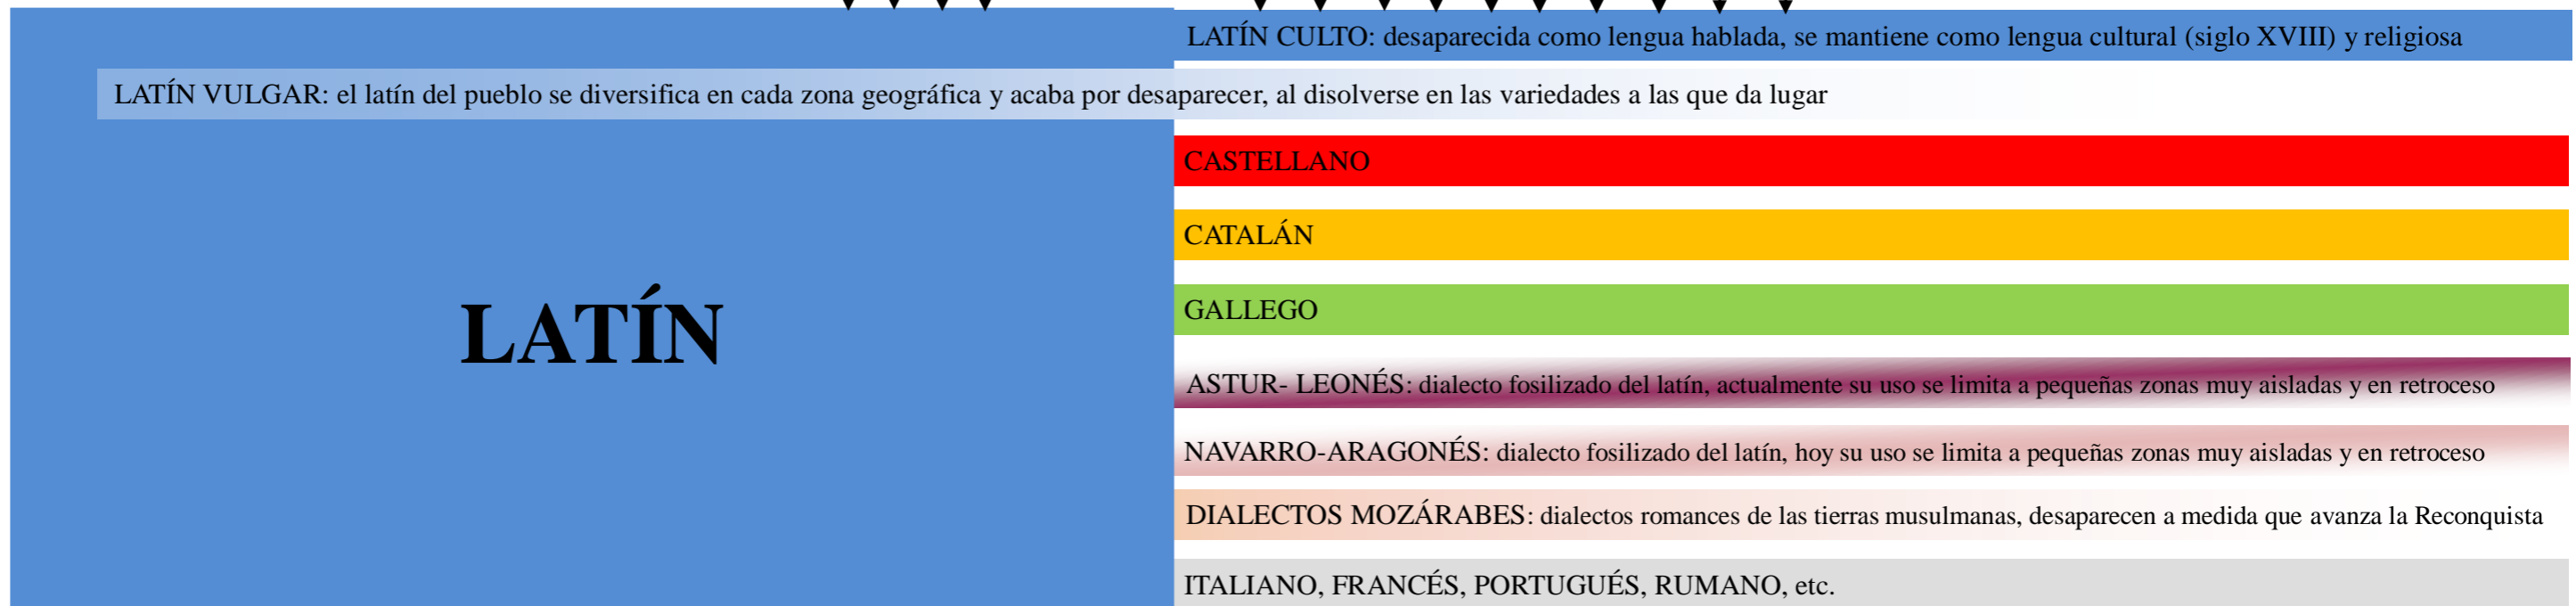 LATÍN CULTO: desaparecida como lengua hablada, se mantiene como lengua cultural (siglo XVIII) y religiosa
LATÍN VULGAR: el latín del pueblo se diversifica en cada zona geográfica y acaba por desaparecer, al disolverse en las variedades a las que da lugar
CASTELLANO
CATALÁN
GALLEGO
LATÍN
ASTUR- LEONÉS: dialecto fosilizado del latín, actualmente su uso se limita a pequeñas zonas muy aisladas y en retroceso
NAVARRO-ARAGONÉS: dialecto fosilizado del latín, hoy su uso se limita a pequeñas zonas muy aisladas y en retroceso
DIALECTOS MOZÁRABES: dialectos romances de las tierras musulmanas, desaparecen a medida que avanza la Reconquista
ITALIANO, FRANCÉS, PORTUGUÉS, RUMANO, etc.